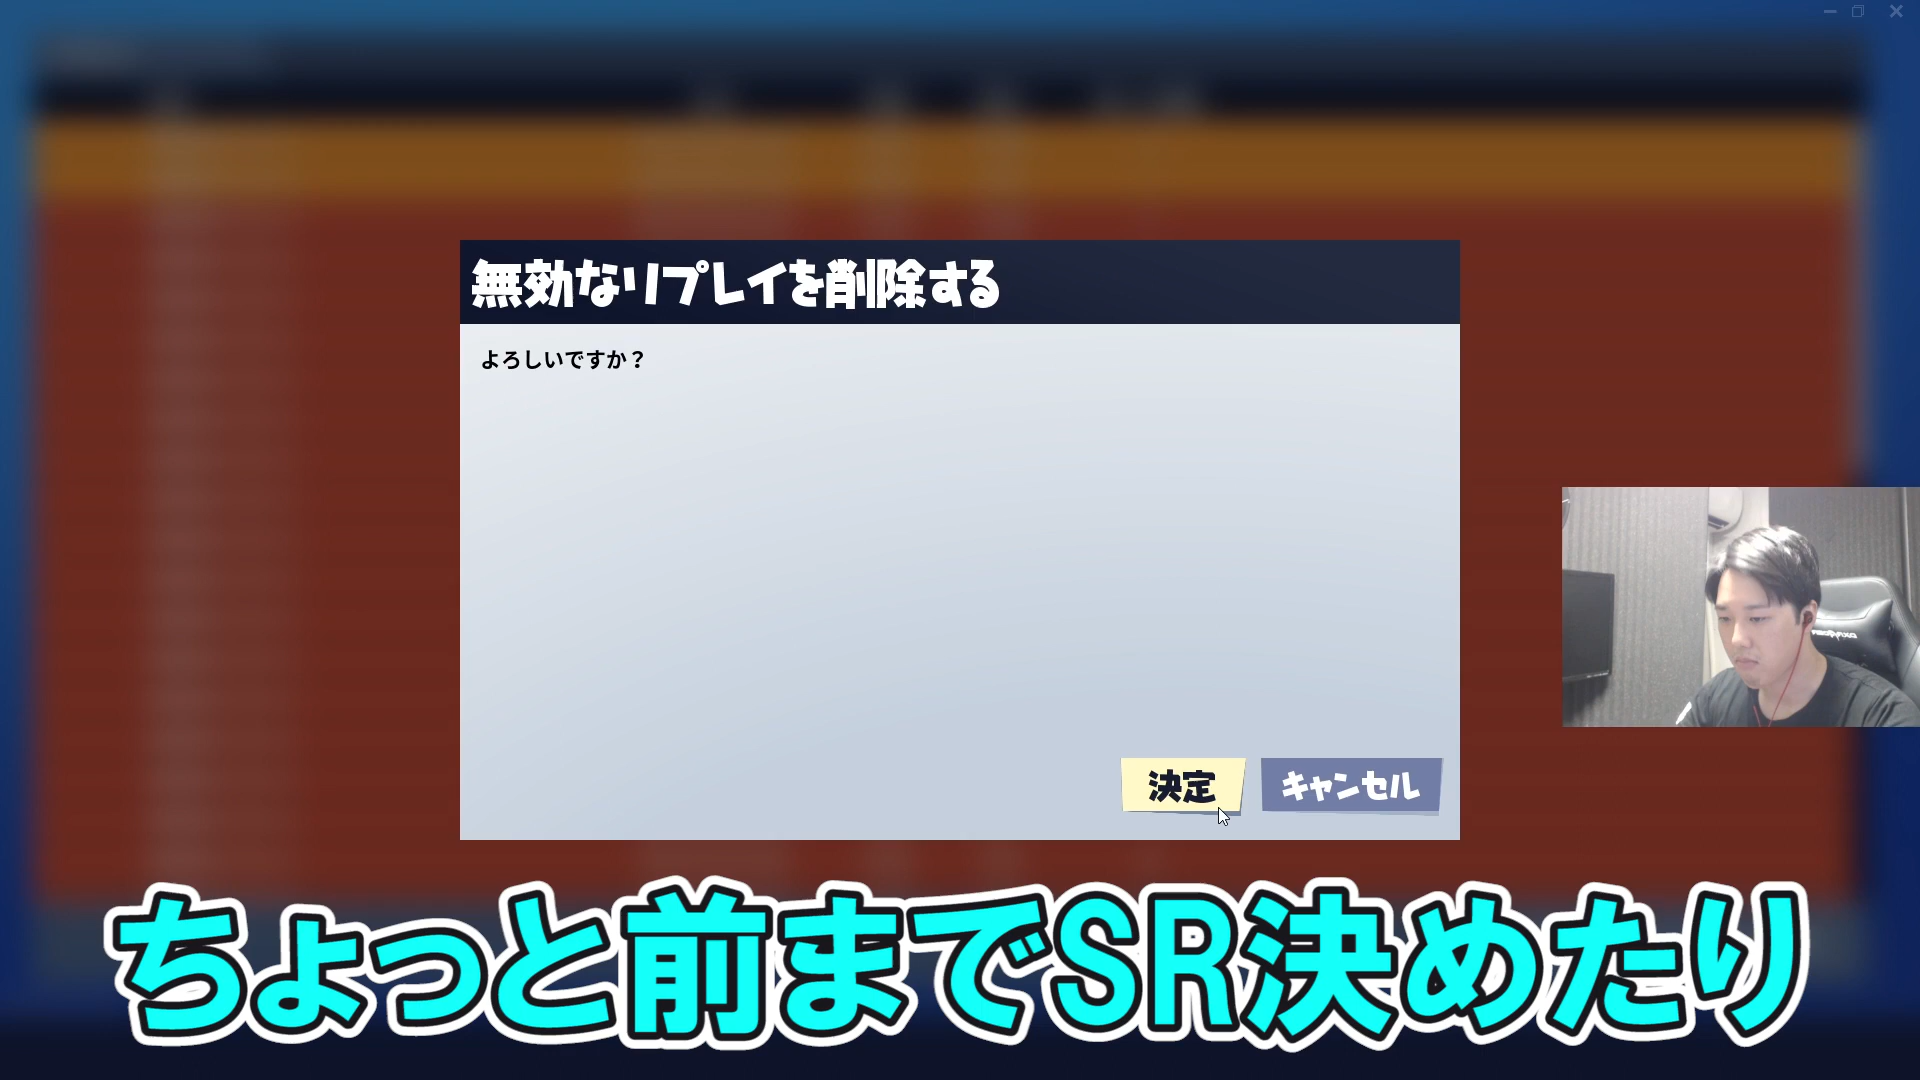 無効なリプレイを削除する
よろしいですか？
決定
キャンセル
ちょっと前までSR決めたり